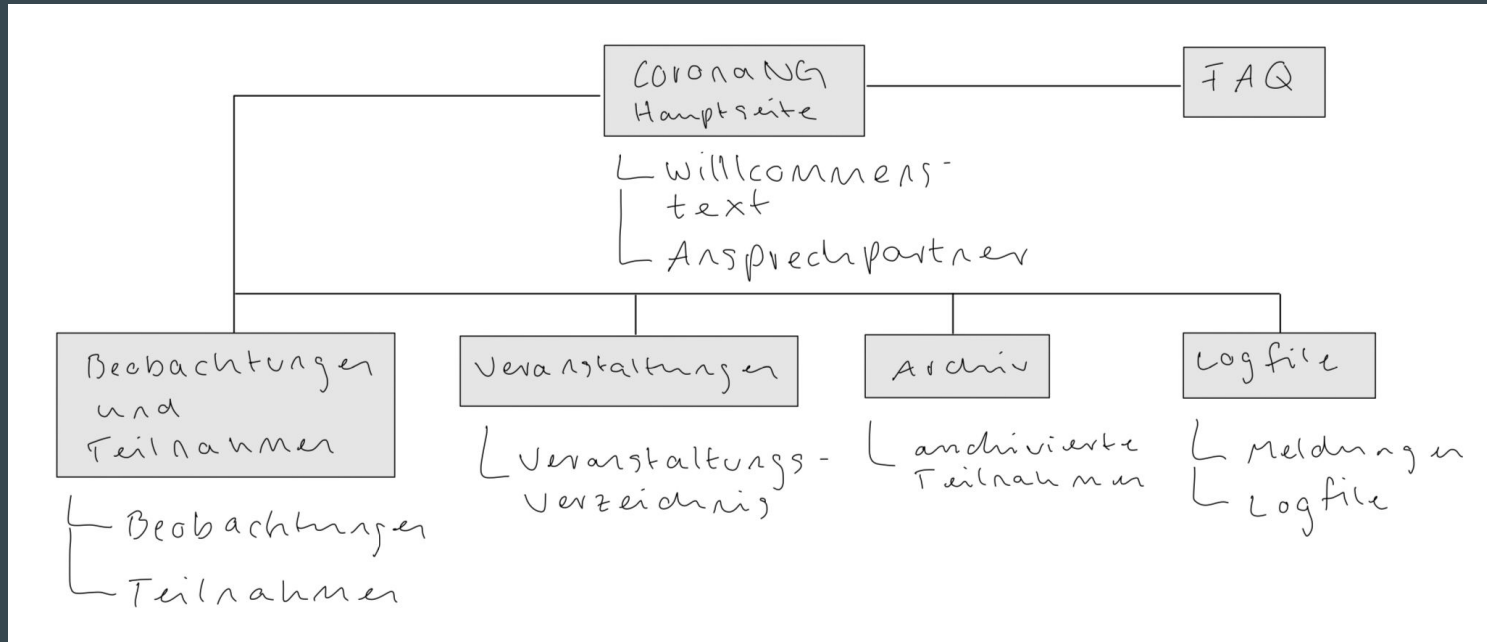 CoronaNG
Hauptseite
FAQ
Willkommens-
text
Ansprechpartner
Beobachtungen
und
Teilnahmen
Beobachtungen
Teilnahmen
Veranstaltungen
Veranstaltungs-
verzeichnis
Archiv
archivierte
Teilnahmen
Logfile
Meldungen
Logfile